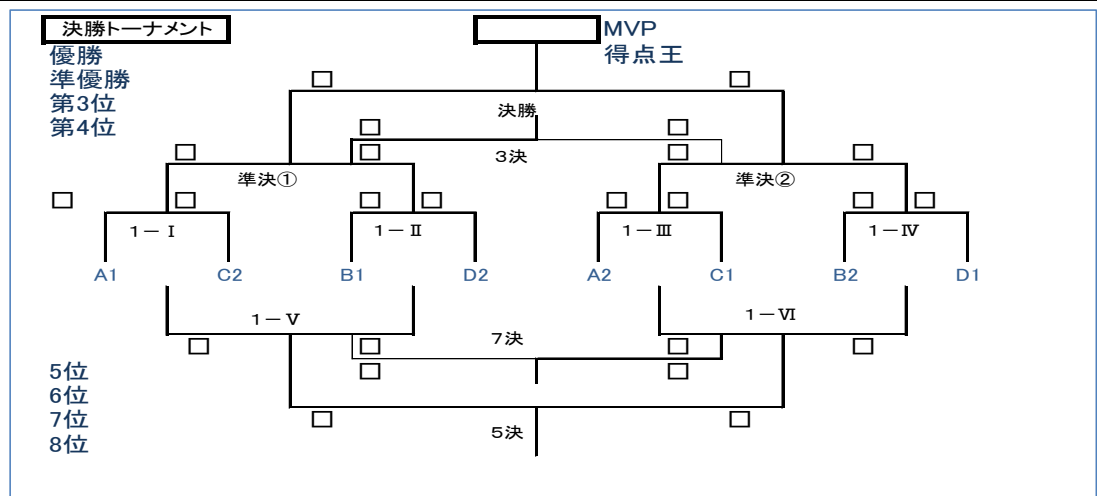 決勝トーナメント
MVP
優勝
得点王
準優勝
第3位
第4位
決勝
3決
準決①
準決②
1－Ⅰ
1－Ⅱ
1－Ⅲ
1－Ⅳ
A1 C2 B1 D2 A2 C1 B2 D1
1－Ⅴ
1－Ⅵ
7決
5位
6位
7位
8位
5決